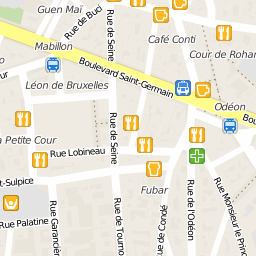 Guen Maï
Rue de Buci
Rue de Seine
Café Conti
Mabillon
Cour de Rohan
Boulevard Saint-Germain
Léon de Bruxelles
Odéon
Rue de Seine
a Petite Cour
Rue Lobineau
t-Sulpice
Fubar
Rue Palatine
Rue Garancière
Rue de Tournon
de Condé
Rue de l'Odéon
Rue Monsieur le Prince